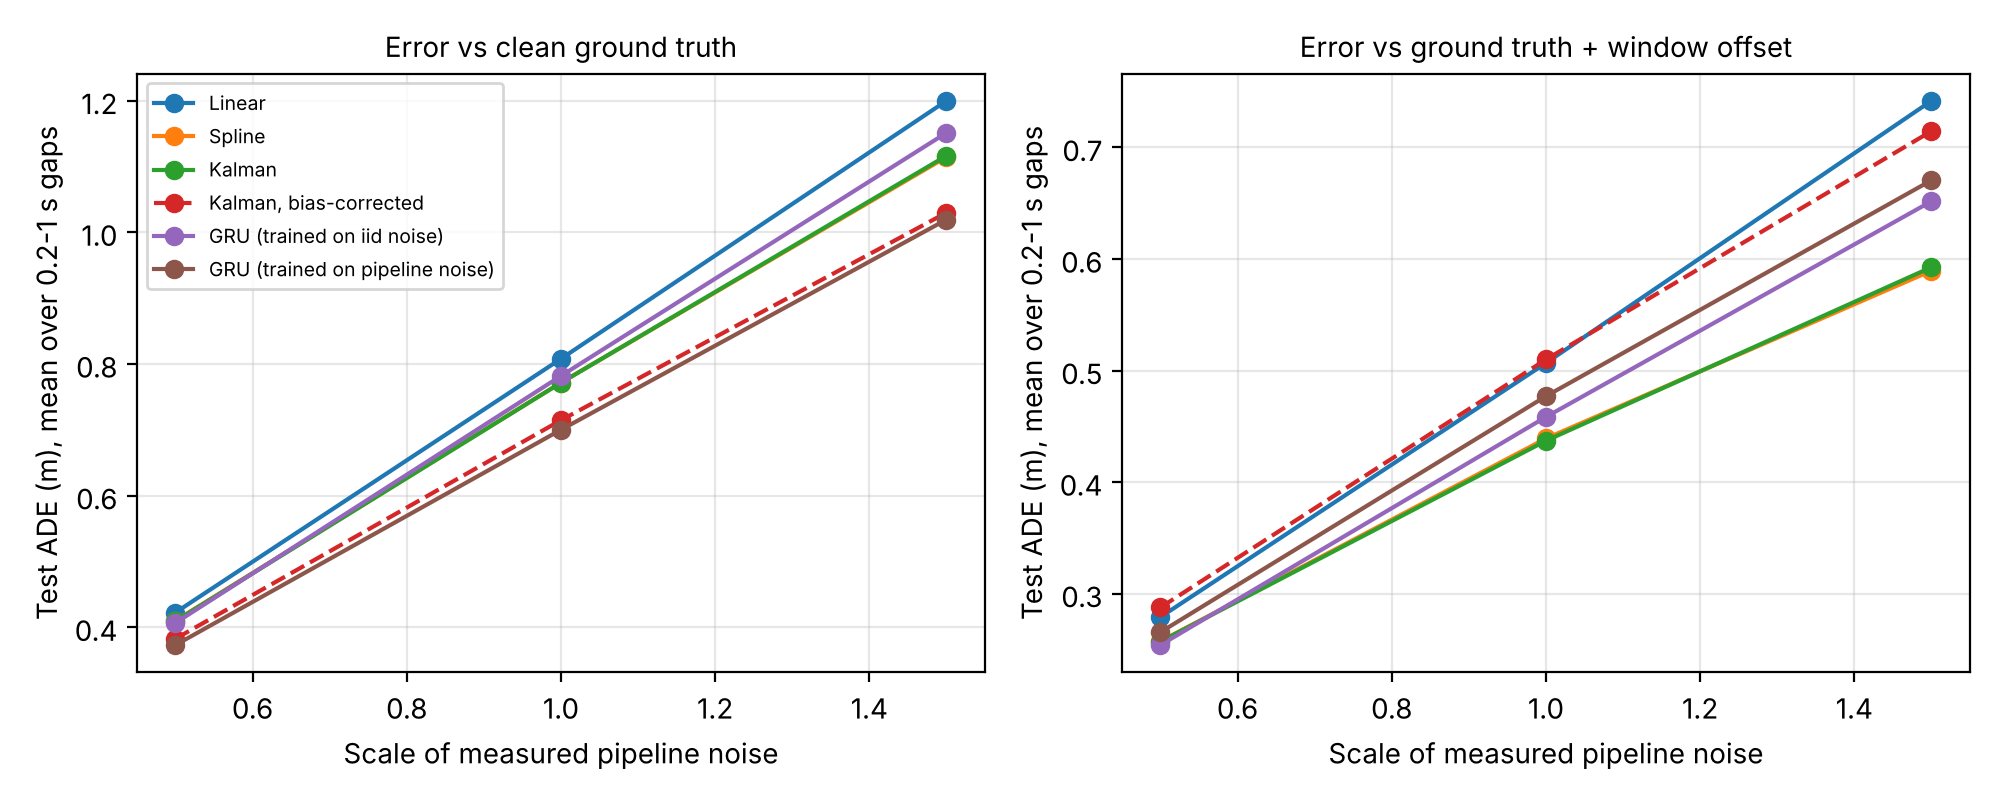 Error vs clean ground truth
Test ADE (m), mean over 0.2-1 s gaps
1.2
1.0
0.8
0.6
0.4
Linear
Spline
Kalman
Kalman, bias-corrected
GRU (trained on iid noise)
GRU (trained on pipeline noise)
0.6 0.8 1.0 1.2 1.4
Scale of measured pipeline noise
Error vs ground truth + window offset
Test ADE (m), mean over 0.2-1 s gaps
0.7
0.6
0.5
0.4
0.3
0.6 0.8 1.0 1.2 1.4
Scale of measured pipeline noise